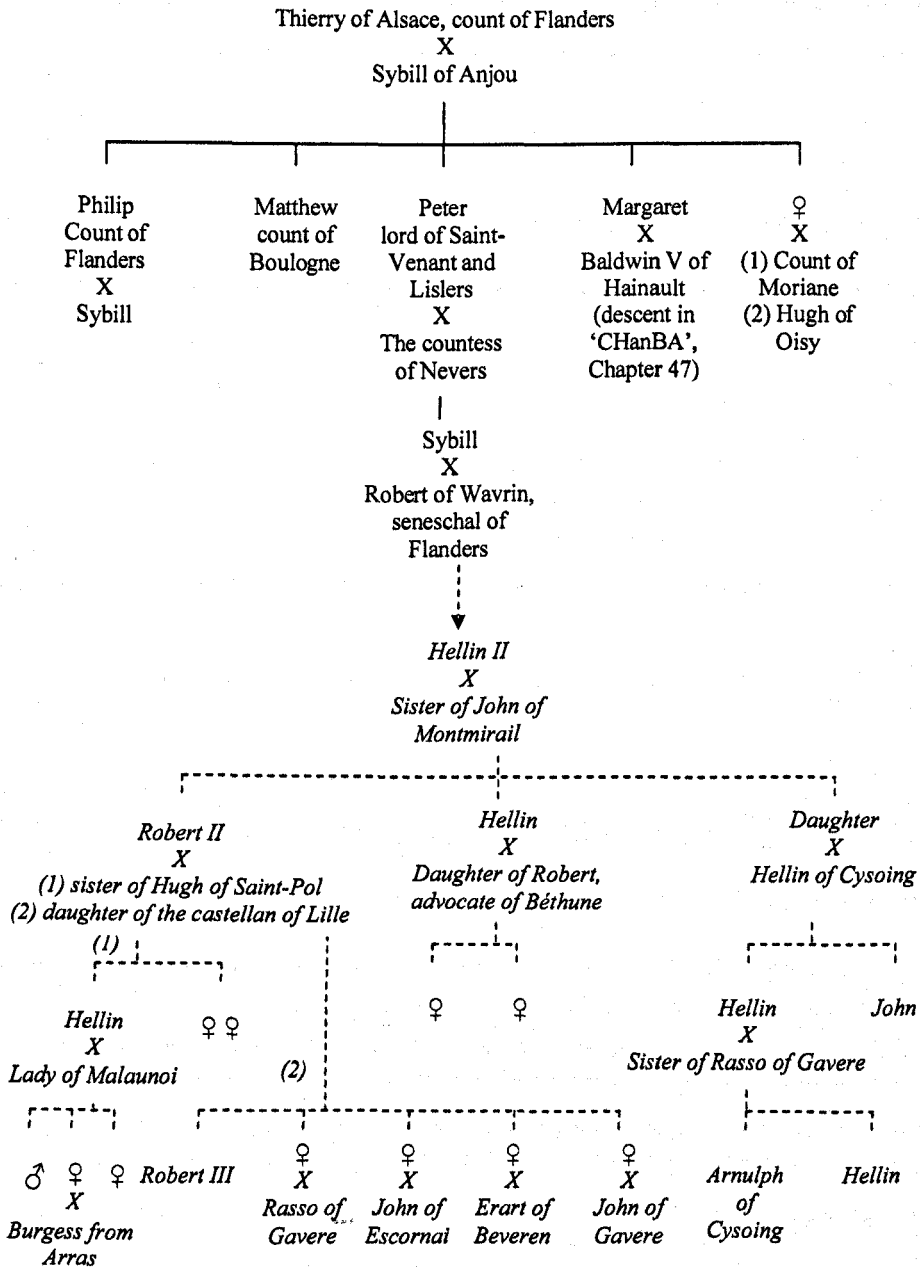 Thierry of Alsace, count of Flanders
X
Sybill of Anjou
Philip
Count of
Flanders
X
Sybill
Matthew
count of
Boulogne
Peter
lord of Saint-
Venant and
Lislers
X
The countess
of Nevers
Margaret
X
Baldwin V of
Hainault
(descent in
‘CHanBA’,
Chapter 47)
♀
X
(1) Count of
Moriane
(2) Hugh of
Oisy
Sybill
X
Robert of Wavrin,
seneschal of
Flanders
Hellin II
X
Sister of John of
Montmirail
Robert II
X
(1) sister of Hugh of Saint-Pol
(2) daughter of the castellan of Lille
Hellin
X
Daughter of Robert,
advocate of Béthune
Daughter
X
Hellin of Cysoing
(1)
Hellin
X
Lady of Malaunoi
♀ ♀
(2)
♀ ♀
Hellin
X
Sister of Rasso of Gavere
John
♂ ♀ ♀
X
Burgess from
Arras
Robert III
♀
X
Rasso of
Gavere
♀
X
John of
Escornai
♀
X
Erart of
Beveren
♀
X
John of
Gavere
Arnulph
of
Cysoing
Hellin